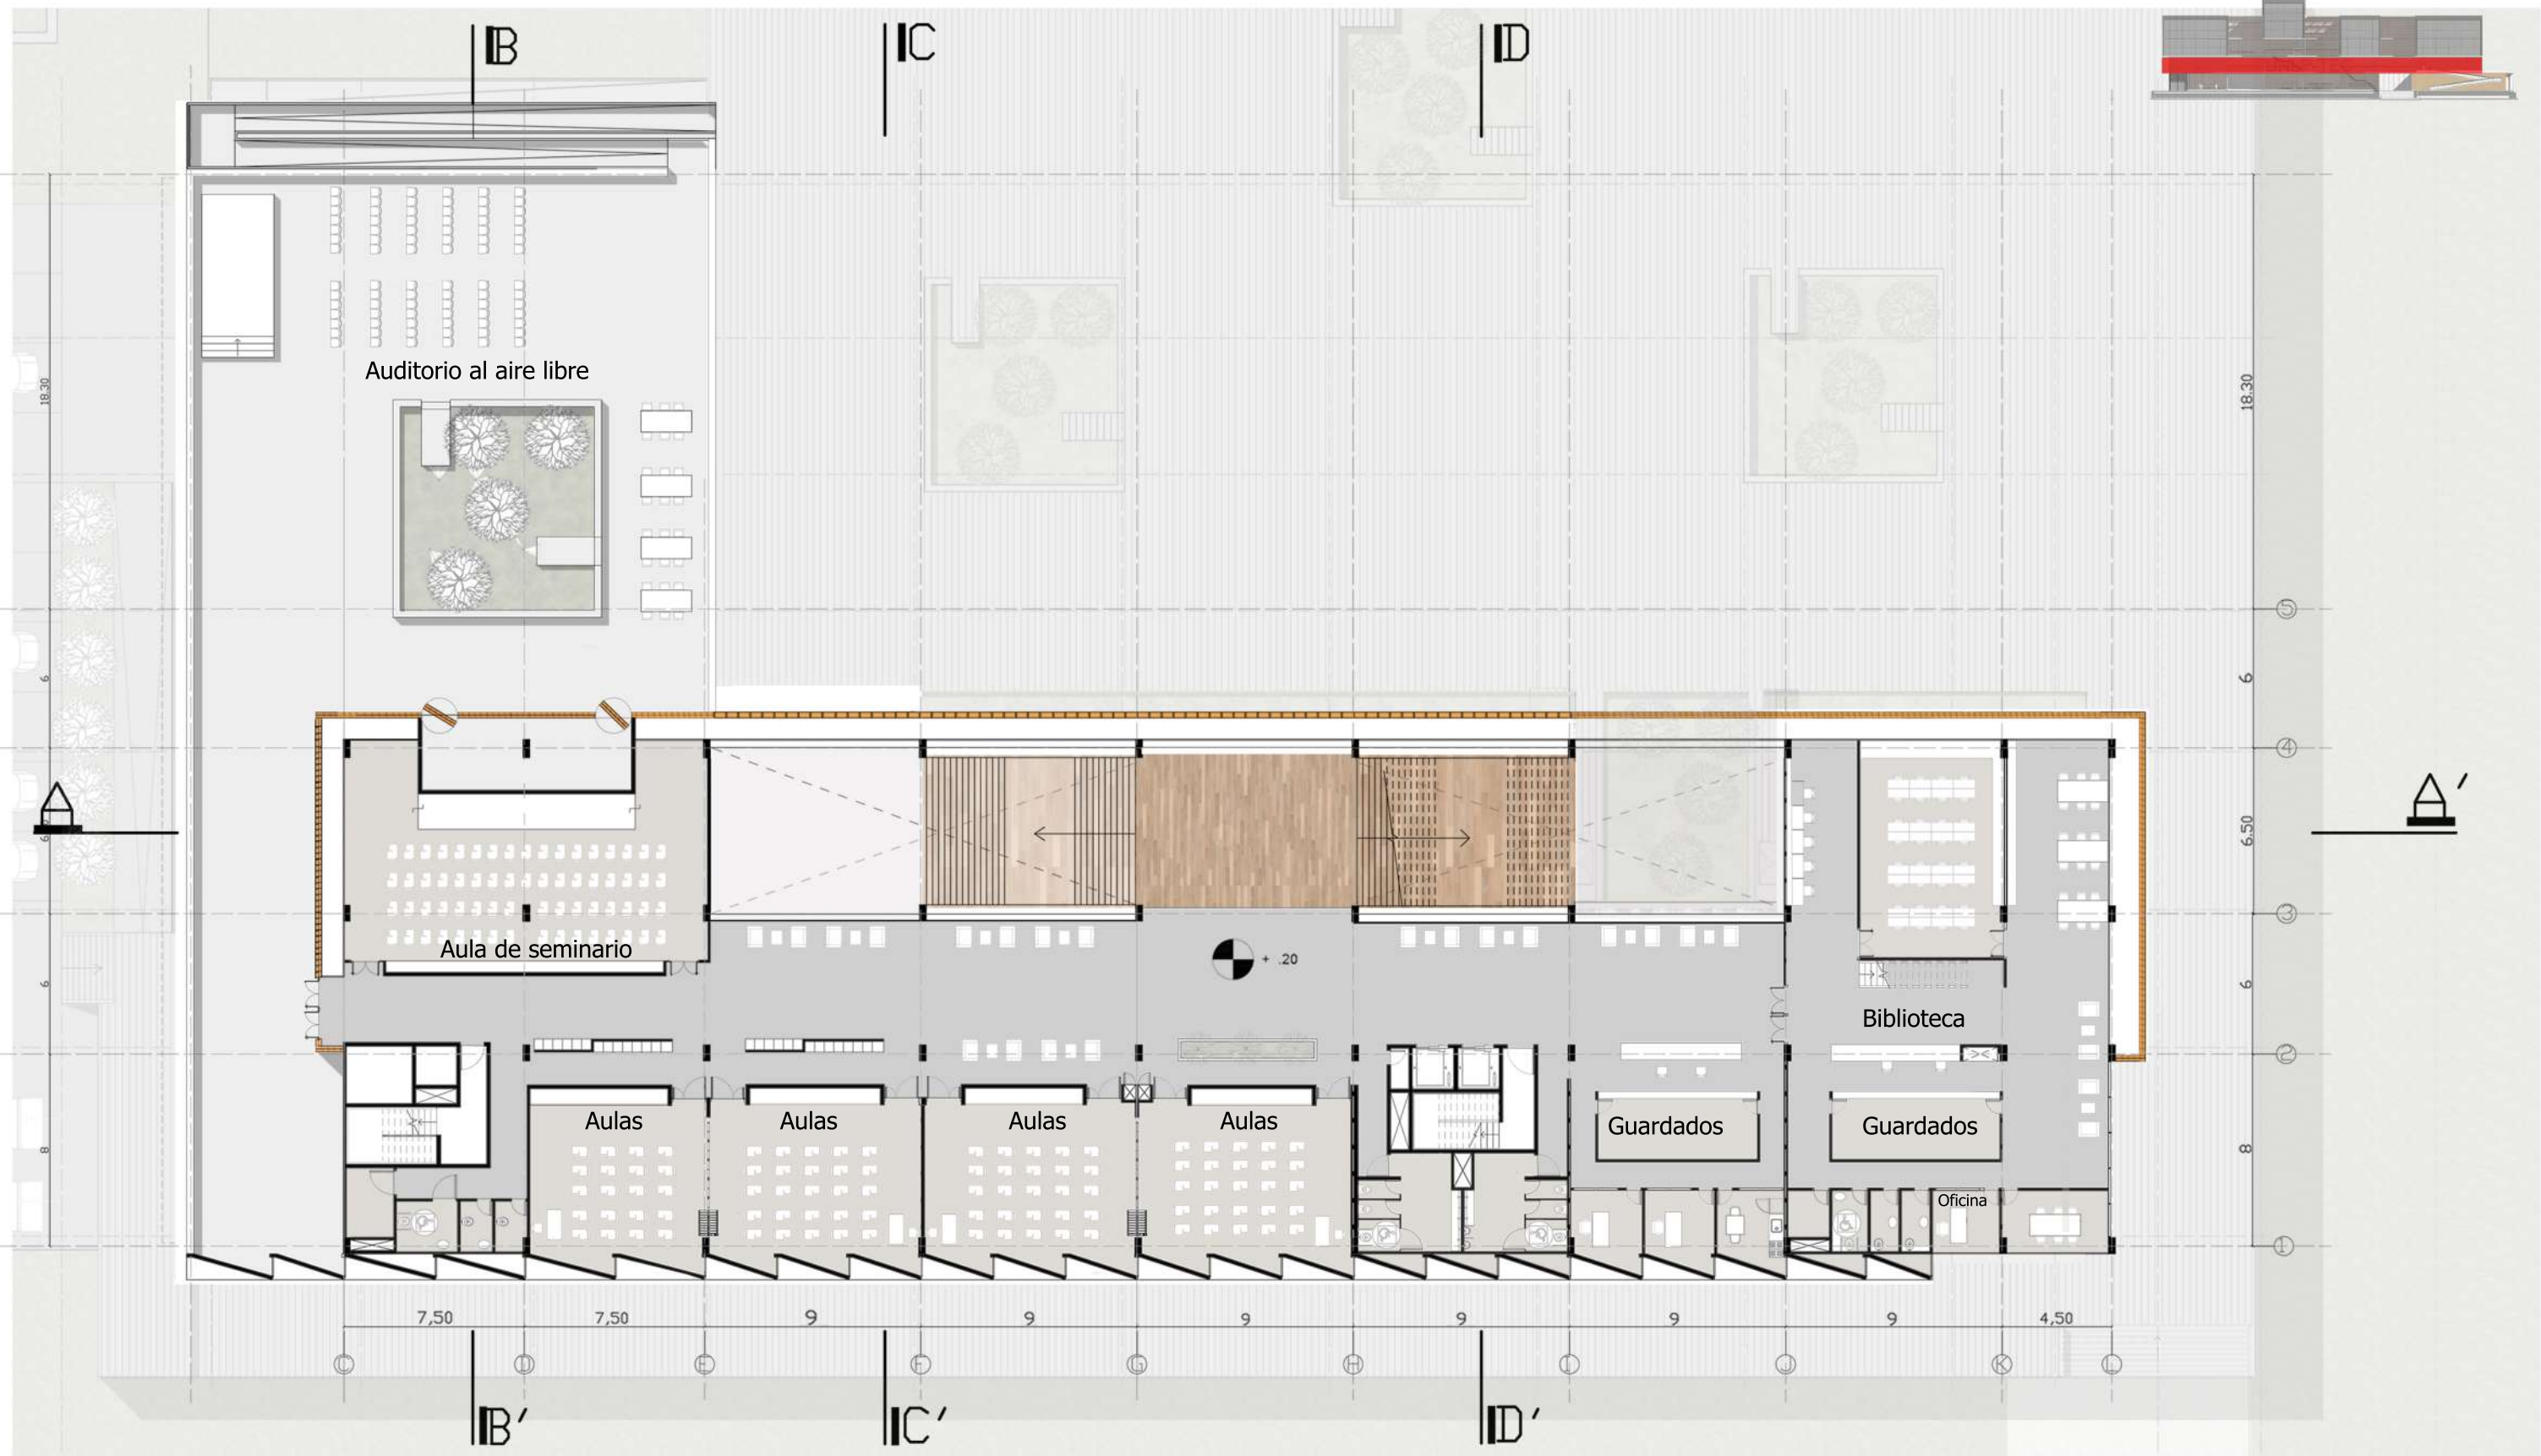 B
C
D
Auditorio al aire libre
18.30
18.30
5
6
6
4
A
A'
6.50
3
Aula de seminario
+ .20
6
6
Biblioteca
2
Aulas
Aulas
Aulas
Aulas
Guardados
Guardados
8
8
Oficina
1
7,50
7,50
9
9
9
9
9
9
4,50
C
D
E
F
G
H
I
J
K
L
B'
C'
D'